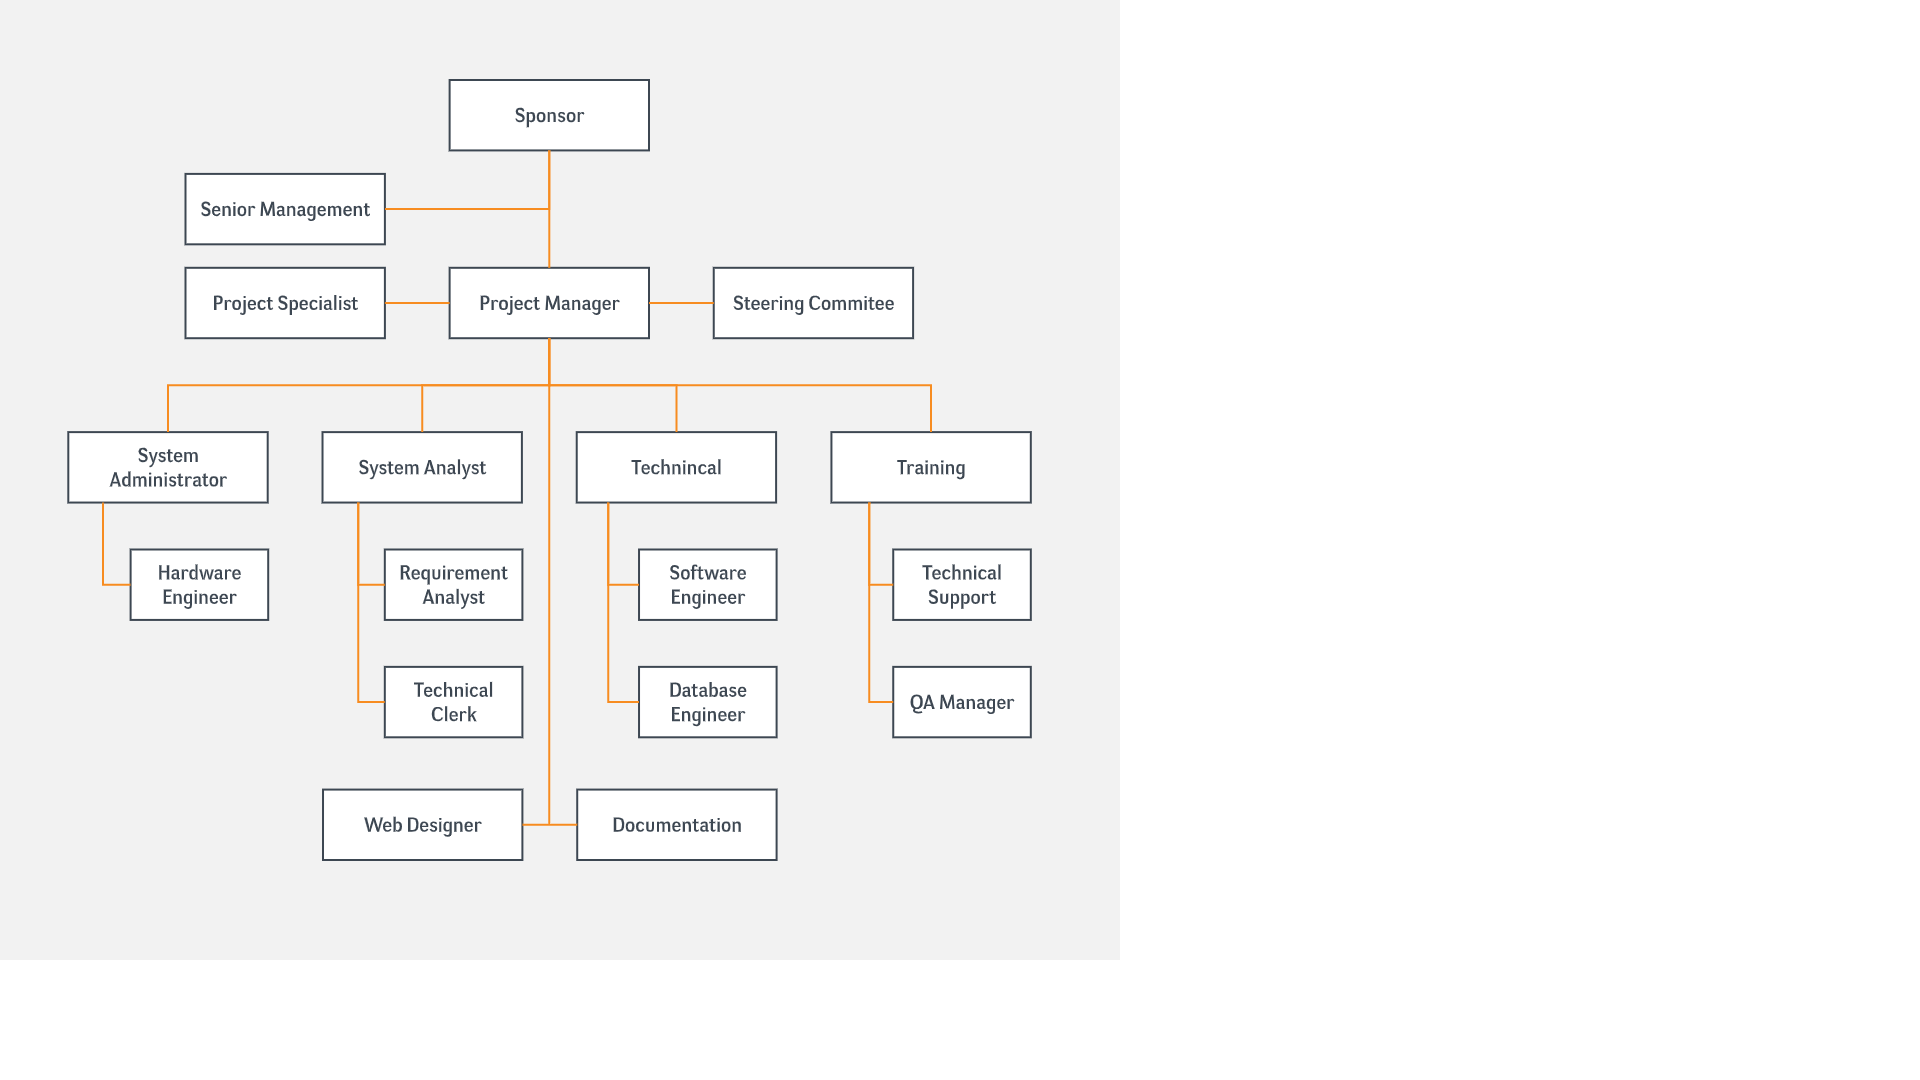 Sponsor
Senior Management
Project Specialist
Project Manager
Steering Commitee
System
Administrator
System Analyst
Technincal
Training
Hardware
Engineer
Requirement
Analyst
Software
Engineer
Technical
Support
Technical
Clerk
Database
Engineer
QA Manager
Web Designer
Documentation